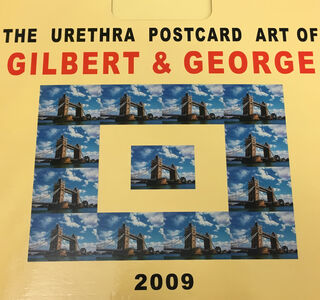 THE URETHRA POSTCARD ART OF
GILBERT & GEORGE
2009